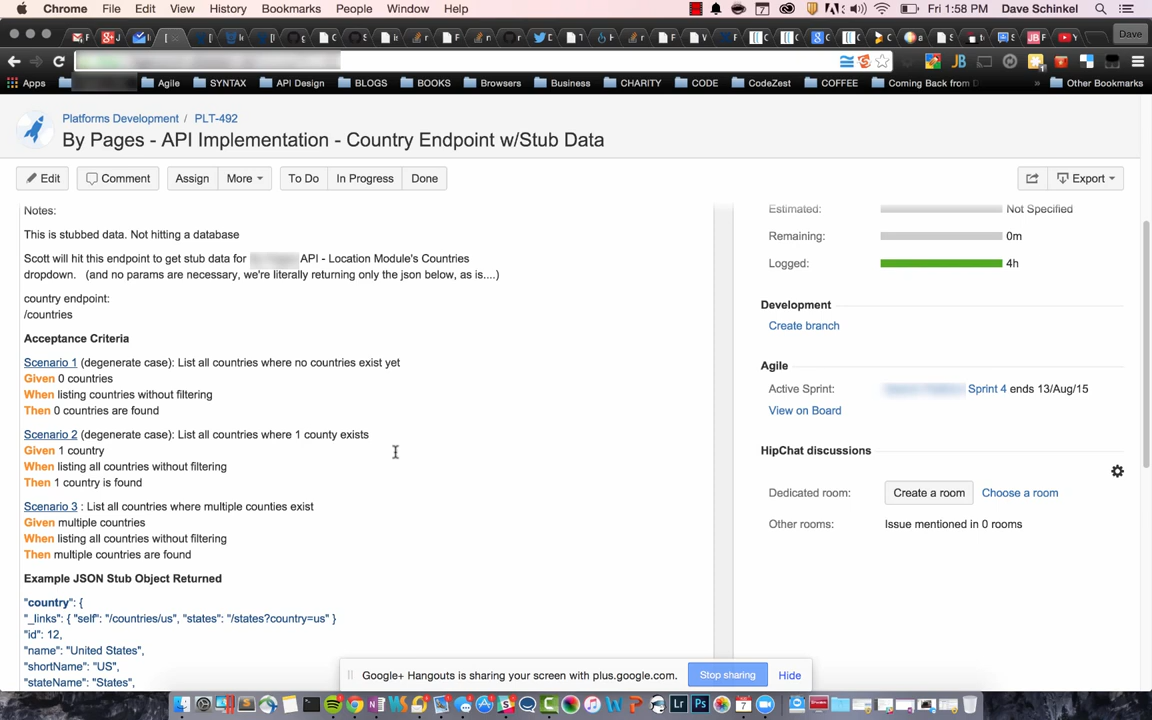 Chrome File Edit View History Bookmarks People Window Help Fri 1:58 PM Dave Schinkel
Dave
Apps Agile SYNTAX API Design BLOGS BOOKS Browsers Business CHARITY CODE CodeZest COFFEE Coming Back from Other Bookmarks
Platforms Development / PLT-492
By Pages - API Implementation - Country Endpoint w/Stub Data
Edit Comment Assign More To Do In Progress Done Export
Notes:
This is stubbed data. Not hitting a database
Scott will hit this endpoint to get stub data for API - Location Module's Countries
dropdown. (and no params are necessary, we're literally returning only the json below, as is....)
country endpoint:
/countries
Acceptance Criteria
Scenario 1 (degenerate case): List all countries where no countries exist yet
Given 0 countries
When listing countries without filtering
Then 0 countries are found
Scenario 2 (degenerate case): List all countries where 1 county exists
Given 1 country
When listing all countries without filtering
Then 1 country is found
Scenario 3 : List all countries where multiple counties exist
Given multiple countries
When listing all countries without filtering
Then multiple countries are found
Example JSON Stub Object Returned
"country": {
"_links": { "self": "/countries/us", "states": "/states?country=us" }
"id": 12,
"name": "United States",
"shortName": "US",
"stateName": "States",
Estimated: Not Specified
Remaining: 0m
Logged: 4h
Development
Create branch
Agile
Active Sprint: Sprint 4 ends 13/Aug/15
View on Board
HipChat discussions
Dedicated room: Create a room Choose a room
Other rooms: Issue mentioned in 0 rooms
Google+ Hangouts is sharing your screen with plus.google.com. Stop sharing Hide